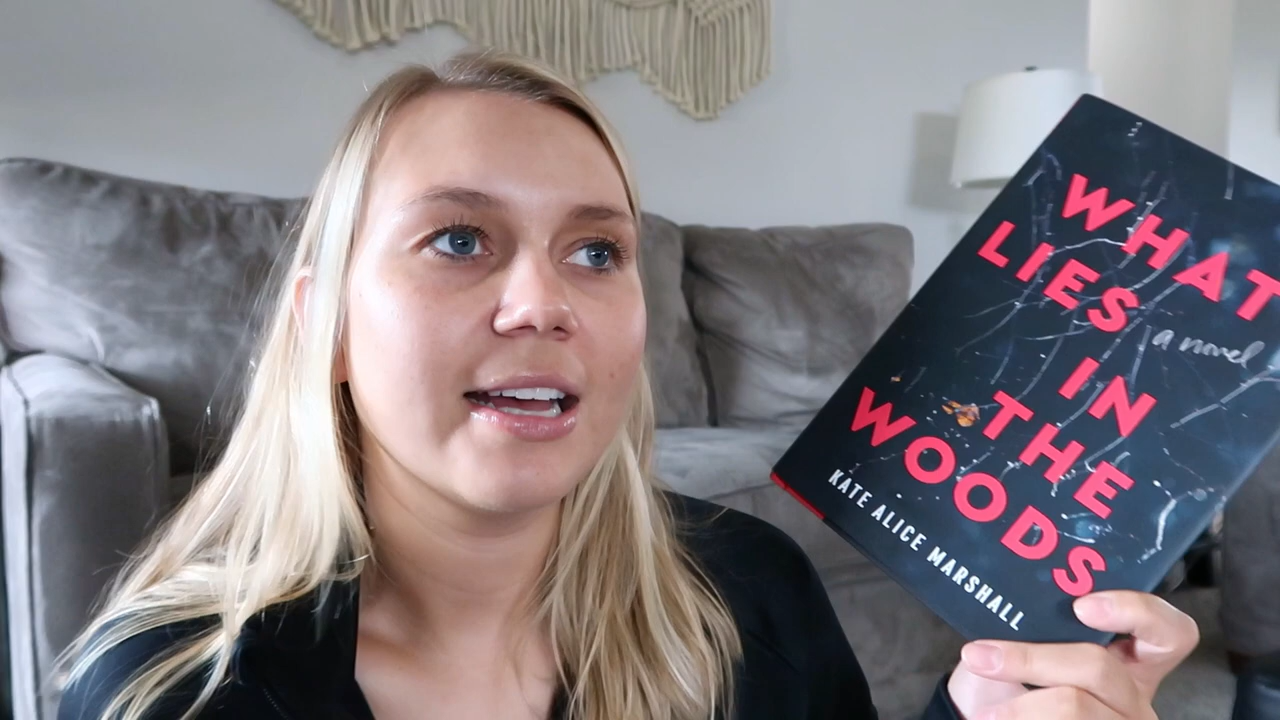 WHAT
LIES
a novel
IN
THE
WOODS
KATE ALICE MARSHALL